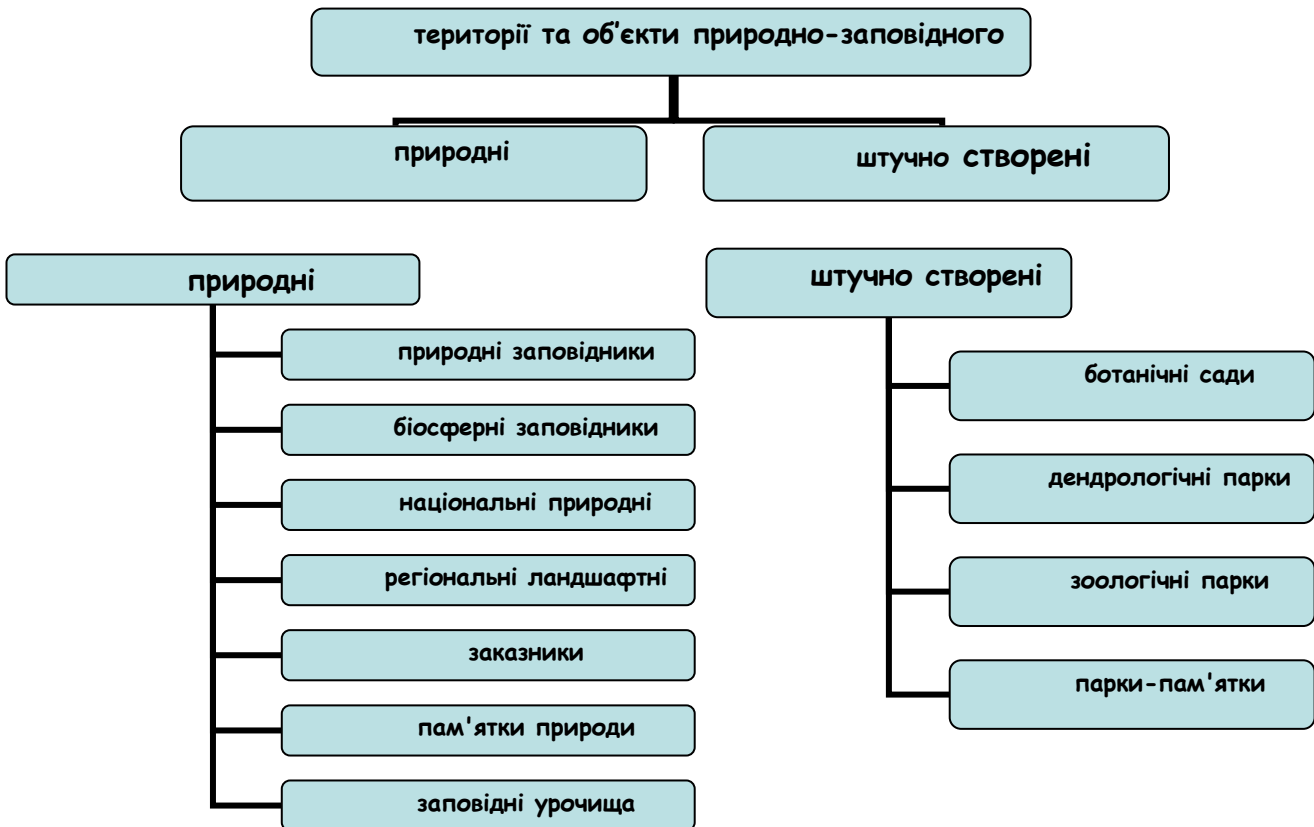 території та об'єкти природно-заповідного
природні
штучно створені
природні
природні заповідники
біосферні заповідники
національні природні
регіональні ландшафтні
заказники
пам'ятки природи
заповідні урочища
штучно створені
ботанічні сади
дендрологічні парки
зоологічні парки
парки-пам'ятки